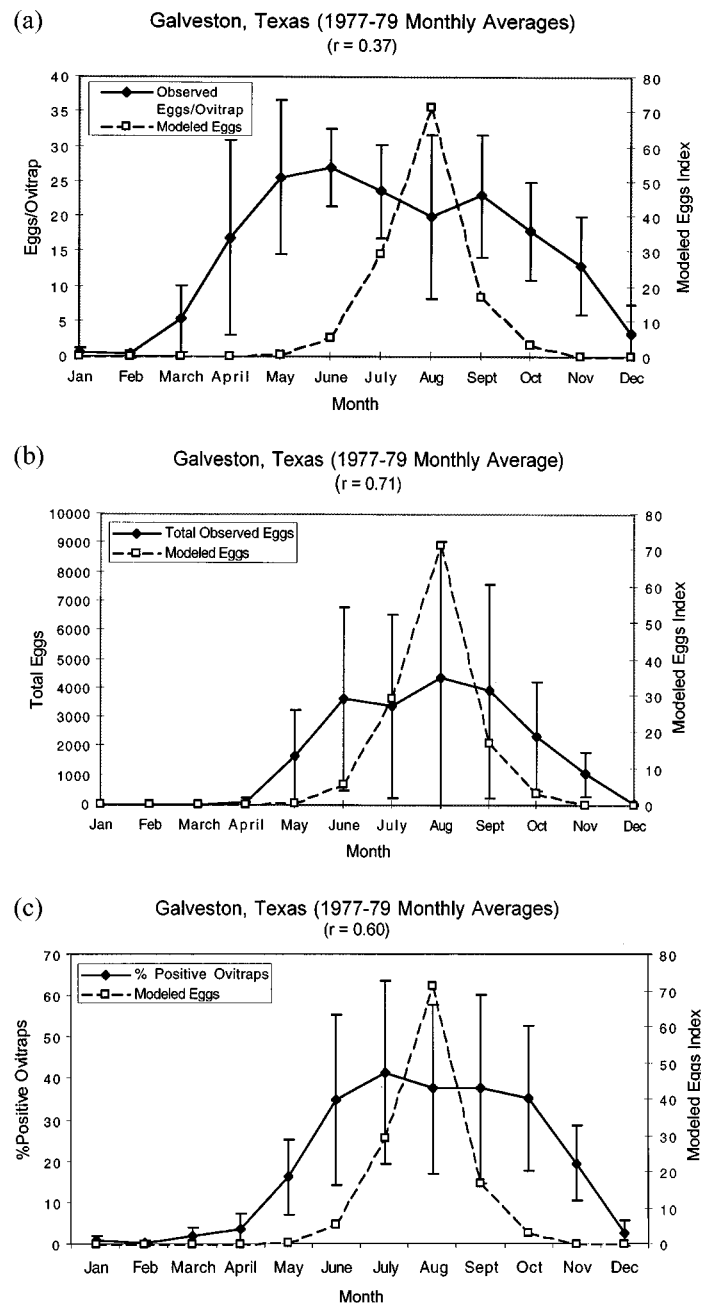 (a)
Galveston, Texas (1977-79 Monthly Averages)
(r = 0.37)
40
35
30
25
20
15
10
5
0
Eggs/Ovitrap
Observed
Eggs/Ovitrap
Modeled Eggs
80
70
60
50
40
30
20
10
0
Modeled Eggs Index
Jan Feb March April May June July Aug Sept Oct Nov Dec
Month
(b)
Galveston, Texas (1977-79 Monthly Average)
(r = 0.71)
10000
9000
8000
7000
6000
5000
4000
3000
2000
1000
0
Total Eggs
Total Observed Eggs
Modeled Eggs
80
70
60
50
40
30
20
10
0
Modeled Eggs Index
Jan Feb March April May June July Aug Sept Oct Nov Dec
Month
(c)
Galveston, Texas (1977-79 Monthly Averages)
(r = 0.60)
70
60
50
40
30
20
10
0
%Positive Ovitraps
% Positive Ovitraps
Modeled Eggs
80
70
60
50
40
30
20
10
0
Modeled Eggs Index
Jan Feb March April May June July Aug Sept Oct Nov Dec
Month